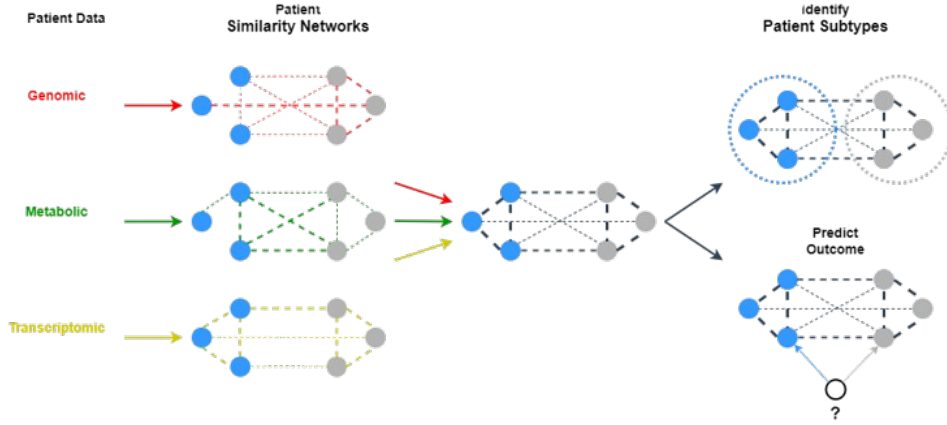 Patient Data
Patient
Similarity Networks
Identify
Patient Subtypes
Genomic
Metabolic
Transcriptomic
Predict
Outcome
?